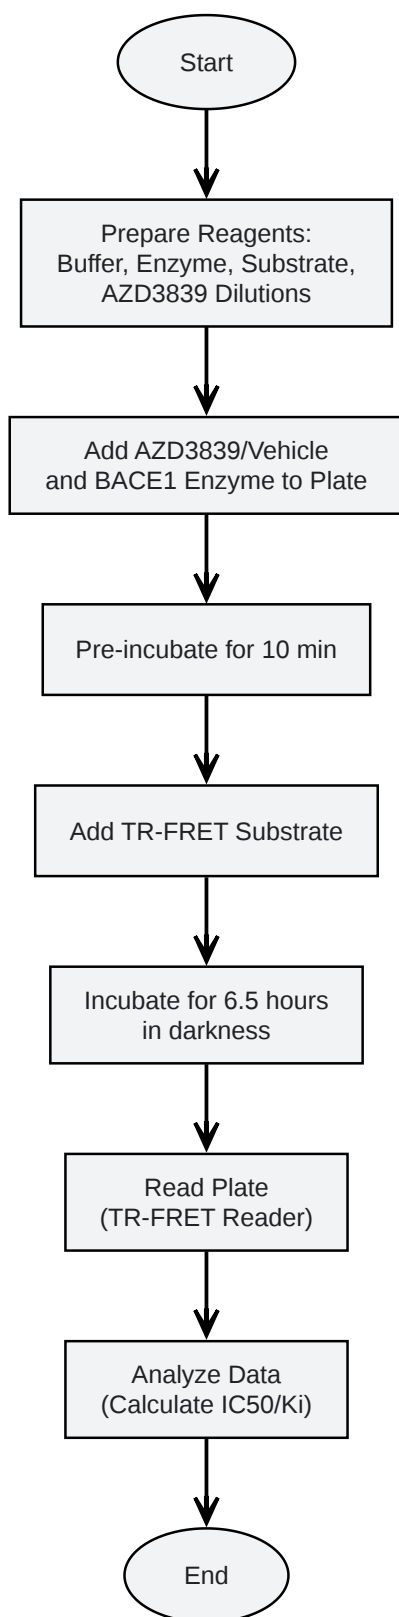 Start
Prepare Reagents:
Buffer, Enzyme, Substrate,
AZD3839 Dilutions
Add AZD3839/Vehicle
and BACE1 Enzyme to Plate
Pre-incubate for 10 min
Add TR-FRET Substrate
Incubate for 6.5 hours
in darkness
Read Plate
(TR-FRET Reader)
Analyze Data
(Calculate IC50/Ki)
End